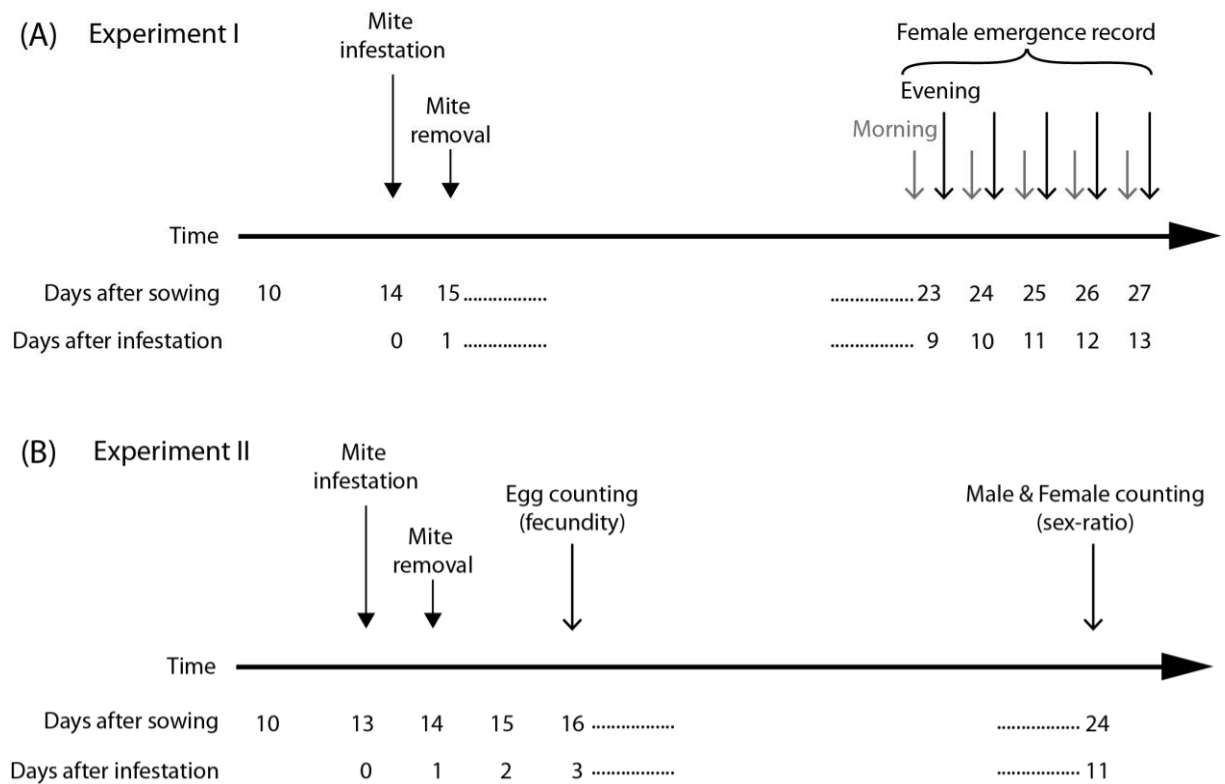 (A) Experiment I
Mite
infestation
Mite
removal
Female emergence record
Evening
Morning
Time
Days after sowing 10 14 15 ................ ................ 23 24 25 26 27
Days after infestation 0 1 ................ ................ 9 10 11 12 13
(B) Experiment II
Mite
infestation
Mite
removal
Egg counting
(fecundity)
Male & Female counting
(sex-ratio)
Time
Days after sowing 10 13 14 15 16 ................ ................ 24
Days after infestation 0 1 2 3 ................ ................ 11